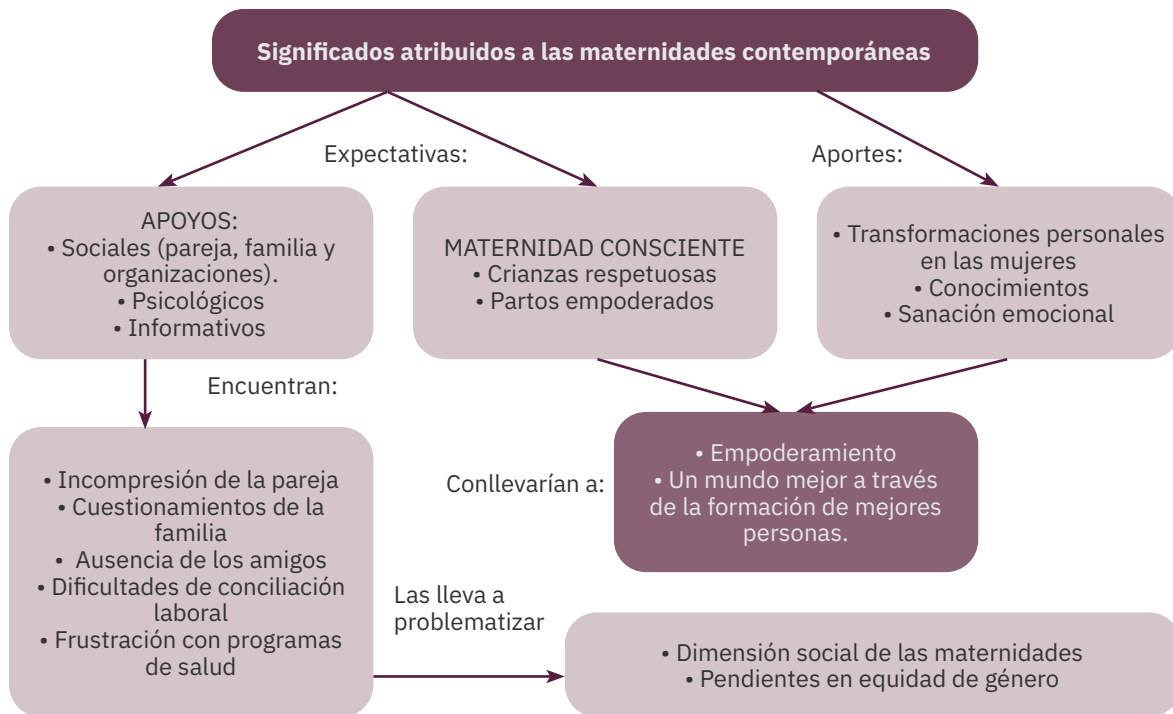 Significados atribuidos a las maternidades contemporáneas
Expectativas:
Aportes:
APOYOS:
• Sociales (pareja, familia y
organizaciones).
• Psicológicos
• Informativos
MATERNIDAD CONSCIENTE
• Crianzas respetuosas
• Partos empoderados
• Transformaciones personales
en las mujeres
• Conocimientos
• Sanación emocional
Encuentran:
• Incompresión de la pareja
• Cuestionamientos de la
familia
• Ausencia de los amigos
• Dificultades de conciliación
laboral
• Frustración con programas
de salud
Conllevarían a:
• Empoderamiento
• Un mundo mejor a través
de la formación de mejores
personas.
Las lleva a
problematizar
• Dimensión social de las maternidades
• Pendientes en equidad de género